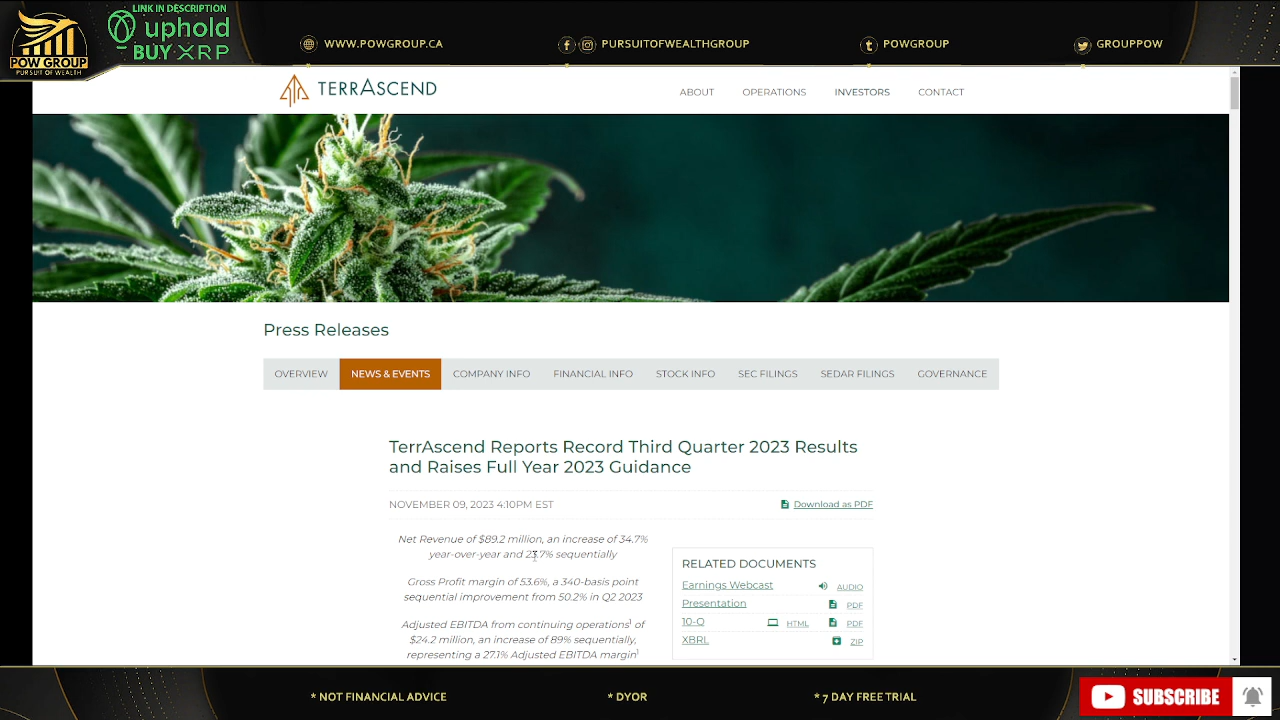 LINK IN DESCRIPTION
uphold
BUY XRP
POW GROUP
PURSUIT OF WEALTH
WWW.POWGROUP.CA
PURSUITOFWEALTHGROUP
POWGROUP
GROUPPOW
TERRASCEND
ABOUT OPERATIONS INVESTORS CONTACT
Press Releases
OVERVIEW NEWS & EVENTS COMPANY INFO FINANCIAL INFO STOCK INFO SEC FILINGS SEDAR FILINGS GOVERNANCE
TerrAscend Reports Record Third Quarter 2023 Results
and Raises Full Year 2023 Guidance
NOVEMBER 09, 2023 4:10PM EST
Download as PDF
Net Revenue of $89.2 million, an increase of 34.7%
year-over-year and 23.7% sequentially
Gross Profit margin of 53.6%, a 340-basis point
sequential improvement from 50.2% in Q2 2023
Adjusted EBITDA from continuing operations1 of
$24.2 million, an increase of 89% sequentially,
representing a 27.1% Adjusted EBITDA margin1
RELATED DOCUMENTS
Earnings Webcast AUDIO
Presentation PDF
10-Q HTML PDF
XBRL ZIP
* NOT FINANCIAL ADVICE
* DYOR
* 7 DAY FREE TRIAL
SUBSCRIBE